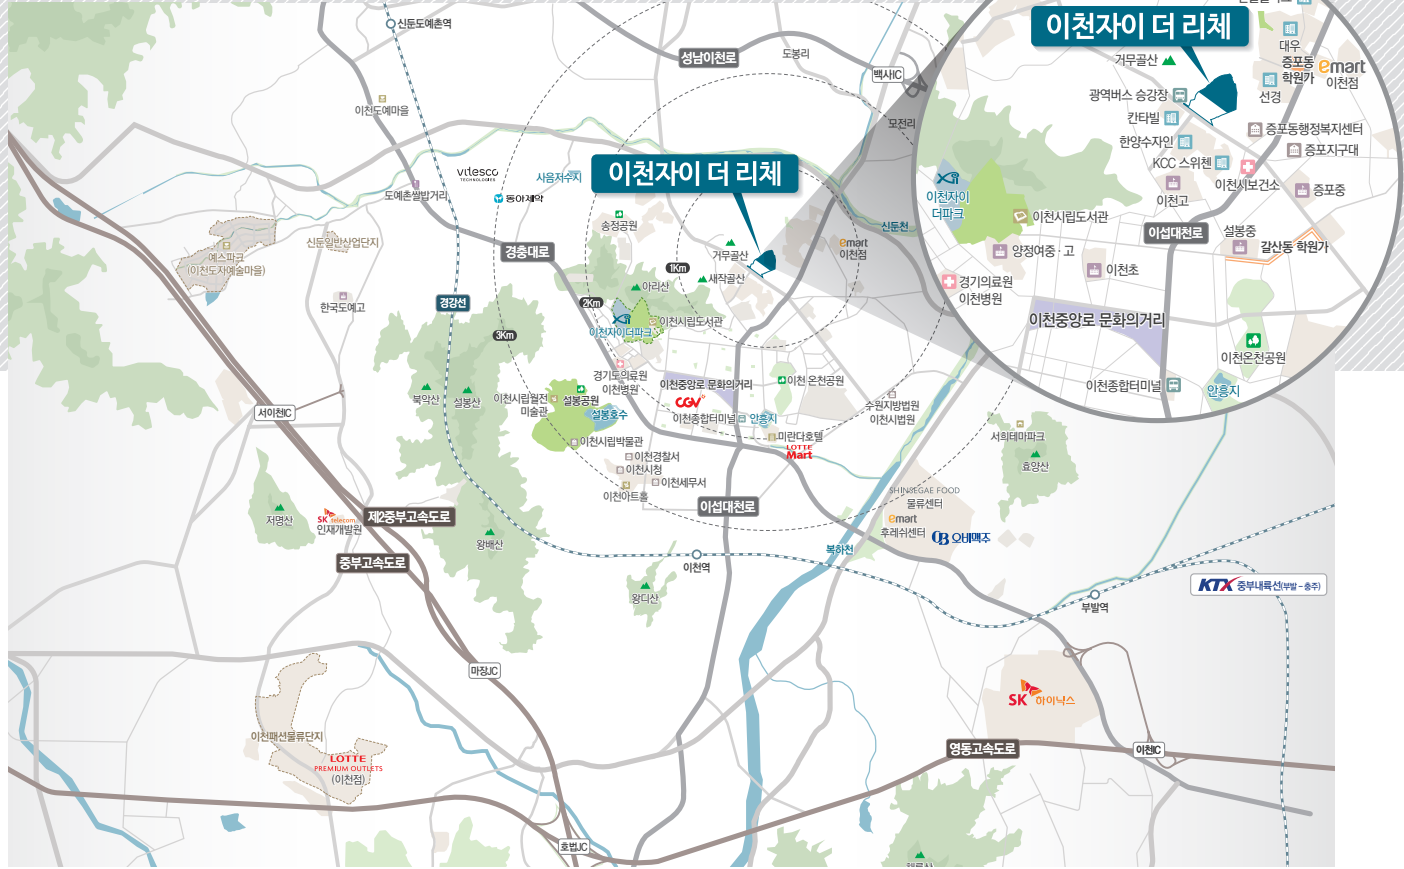 신둔도예촌역
성남이천로
도봉리
백사IC
모전리
이천도예마을
도예촌쌀밥거리
vitesco
TECHNOLOGIES
동아제약
사음저수지
이천자이 더 리체
송정공원
경충대로
신둔일반산업단지
예스파크
(이천도자예술마을)
한국도예고
경강선
1Km
2Km
3Km
거무골산
새작골산
아리산
신둔천
emart
이천점
이천자이더파크
이천시립도서관
경기도의료원
이천병원
이천중앙로 문화의거리
CGV
이천 온천공원
이천종합터미널
안흥지
수원지방법원
이천시법원
미란다호텔
LOTTE
Mart
북악산
설봉산
이천시립월전
미술관
설봉공원
설봉호수
이천시립박물관
이천경찰서
이천시청
이천세무서
이천아트홀
이섭대천로
서이천IC
저명산
SK telecom
인재개발원
제2중부고속도로
중부고속도로
왕배산
이천역
왕디산
복하천
서희테마파크
효양산
SHINSEGAE FOOD
물류센터
emart
후레쉬센터
OB 오비맥주
부발역
KTX 중부내륙선(부발-충주)
마장JC
이천패션물류단지
LOTTE
PREMIUM OUTLETS
(이천점)
호법JC
SK 하이닉스
영동고속도로
이천IC
이천자이 더 리체
거무골산
대우
증포동
학원가
emart
이천점
선경
광역버스 승강장
칸타빌
한양수자인
KCC 스위첸
증포동행정복지센터
증포지구대
이천시보건소
이천고
증포중
이천자이
더파크
이천시립도서관
이섭대천로
설봉중
갈산동 학원가
양정여중·고
이천초
경기의료원
이천병원
이천중앙로 문화의거리
이천온천공원
이천종합터미널
안흥지